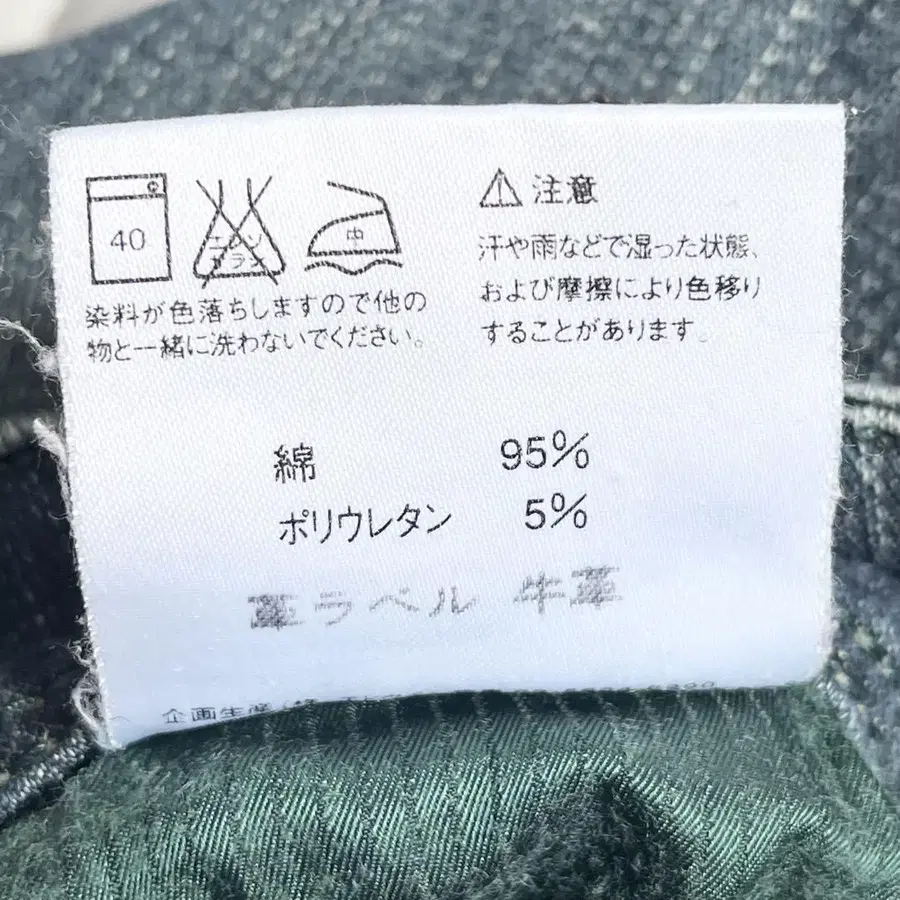 40
エンソ
サラシ
中
染料が色落ちしますので他の
物と一緒に洗わないでください。
注意
汗や雨などで湿った状態、
および摩擦により色移り
することがあります。
綿 95%
ポリウレタン 5%
革ラベル 牛革
企画生産